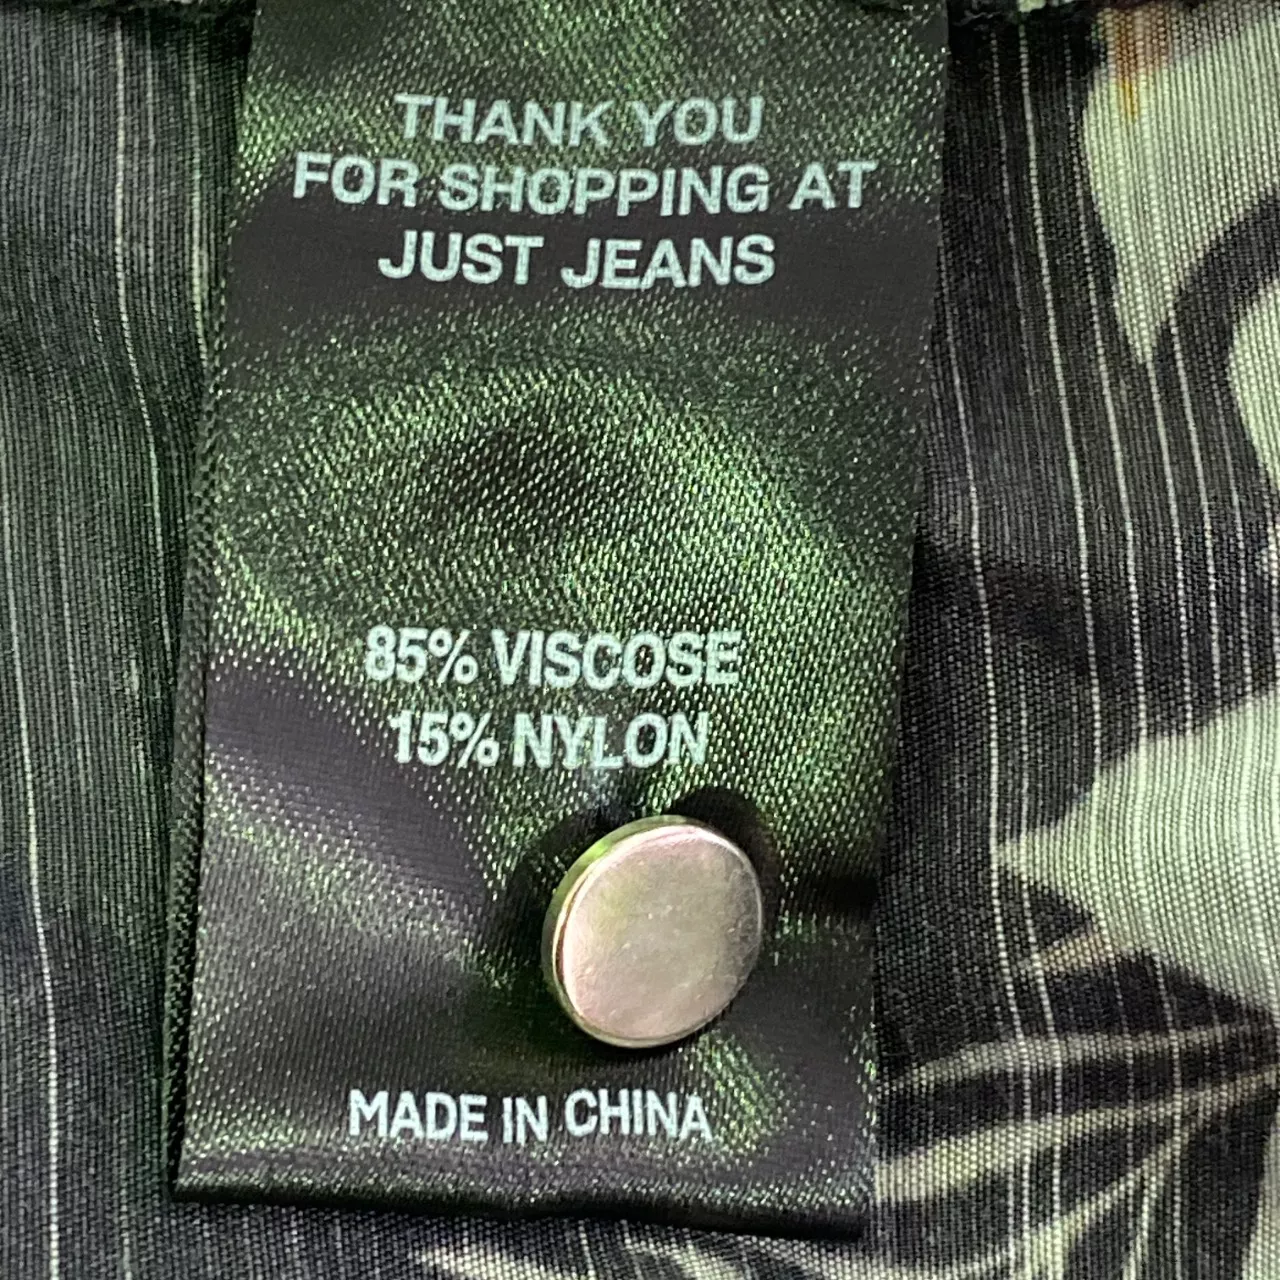 THANK YOU
FOR SHOPPING AT
JUST JEANS
85% VISCOSE
15% NYLON
MADE IN CHINA